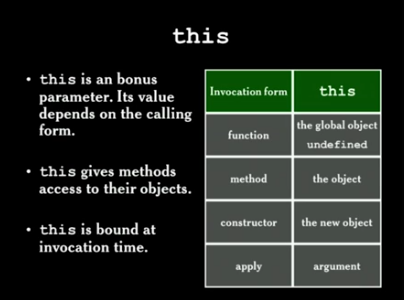 this
• this is an bonus
parameter. Its value
depends on the calling
form.
• this gives methods
access to their objects.
• this is bound at
invocation time.
Invocation form this
function the global object
undefined
method the object
constructor the new object
apply argument